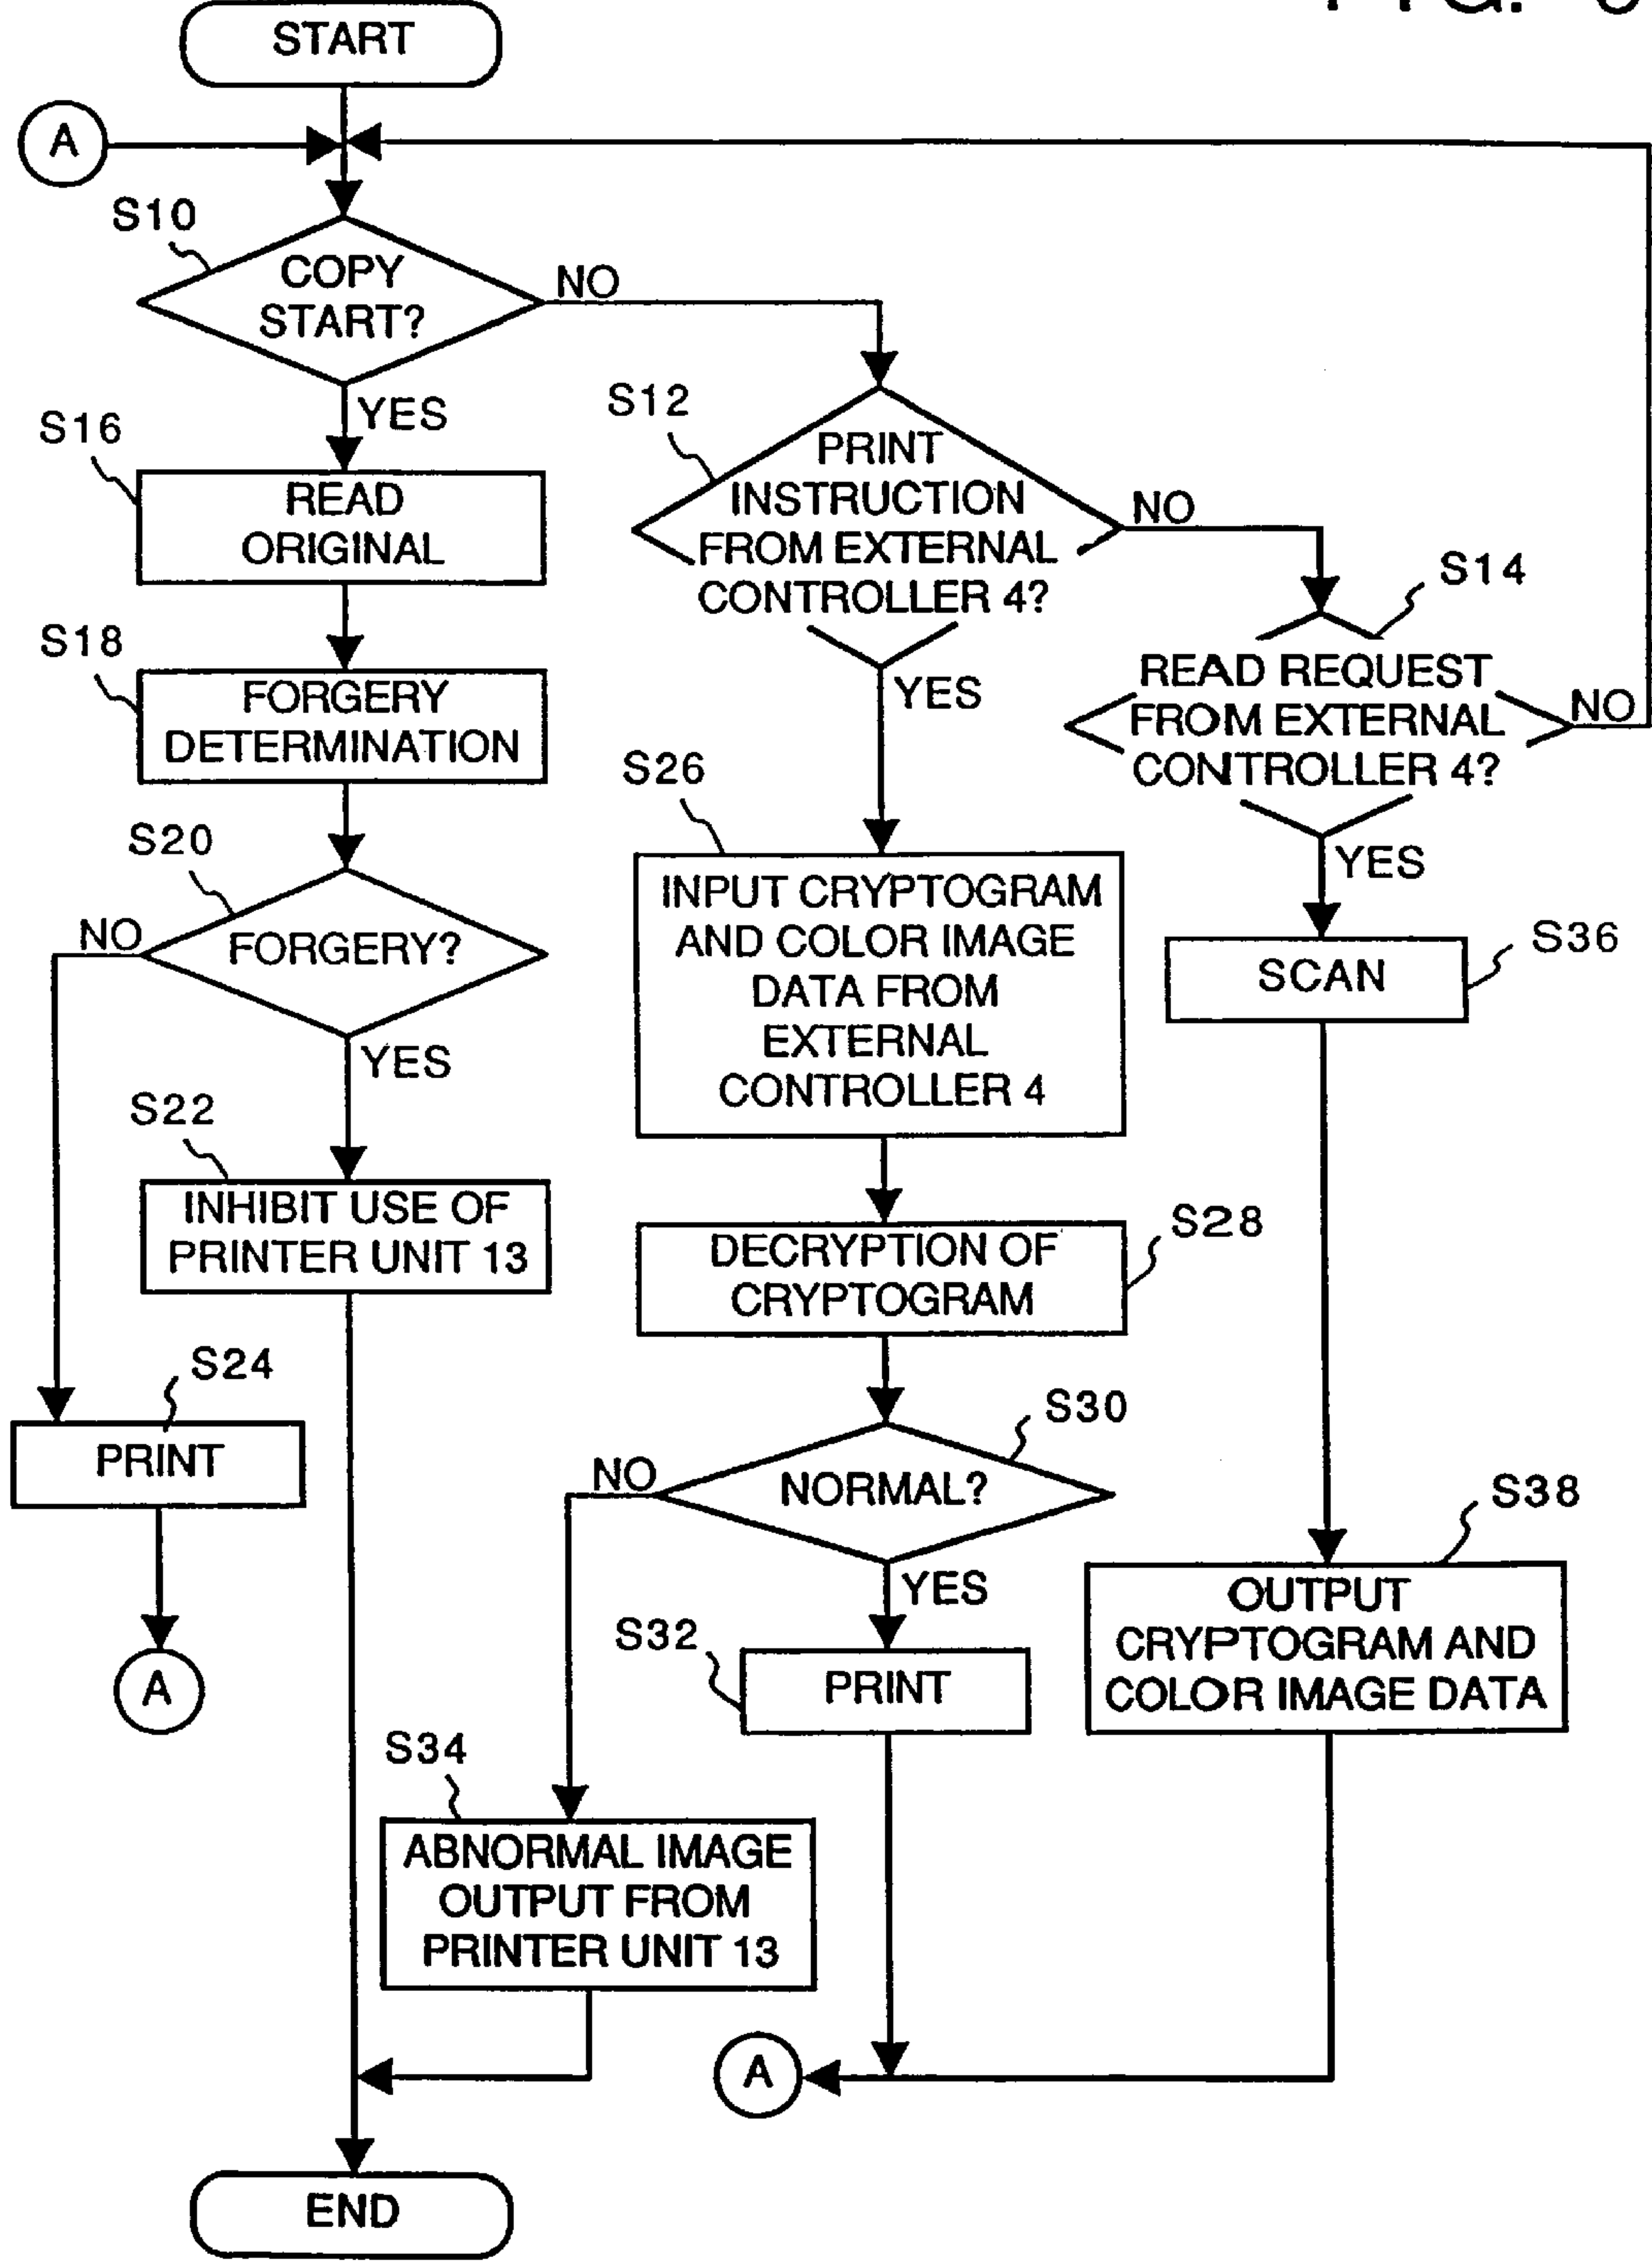 FIG.
START
A
S10
COPY
START?
NO
YES
S12
PRINT
INSTRUCTION
FROM EXTERNAL
CONTROLLER 4?
NO
YES
S14
READ REQUEST
FROM EXTERNAL
CONTROLLER 4?
NO
YES
S16
READ
ORIGINAL
S18
FORGERY
DETERMINATION
S20
FORGERY?
NO
YES
S22
INHIBIT USE OF
PRINTER UNIT 13
S24
PRINT
A
S26
INPUT CRYPTOGRAM
AND COLOR IMAGE
DATA FROM
EXTERNAL
CONTROLLER 4
S28
DECRYPTION OF
CRYPTOGRAM
S30
NORMAL?
NO
YES
S32
PRINT
S34
ABNORMAL IMAGE
OUTPUT FROM
PRINTER UNIT 13
S36
SCAN
S38
OUTPUT
CRYPTOGRAM AND
COLOR IMAGE DATA
A
END